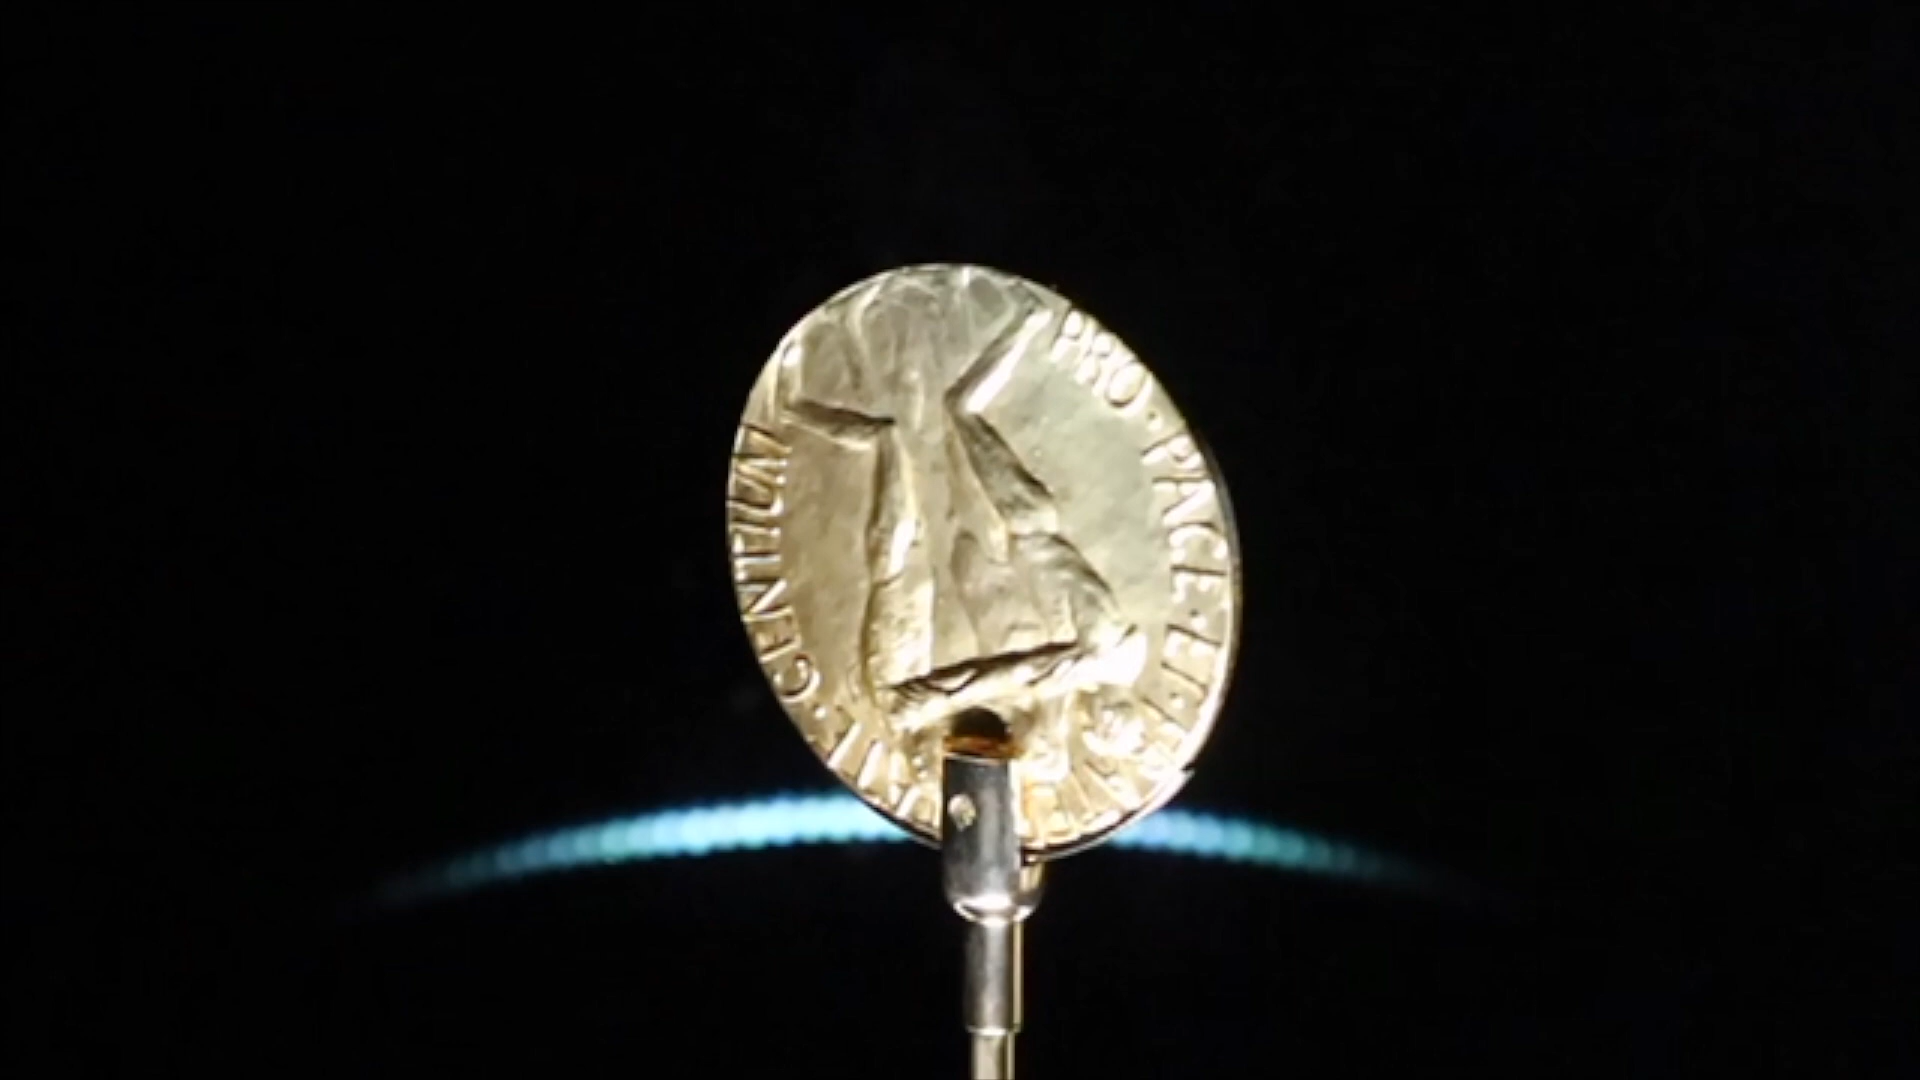 PRO · PACE · ET · GENTIUM